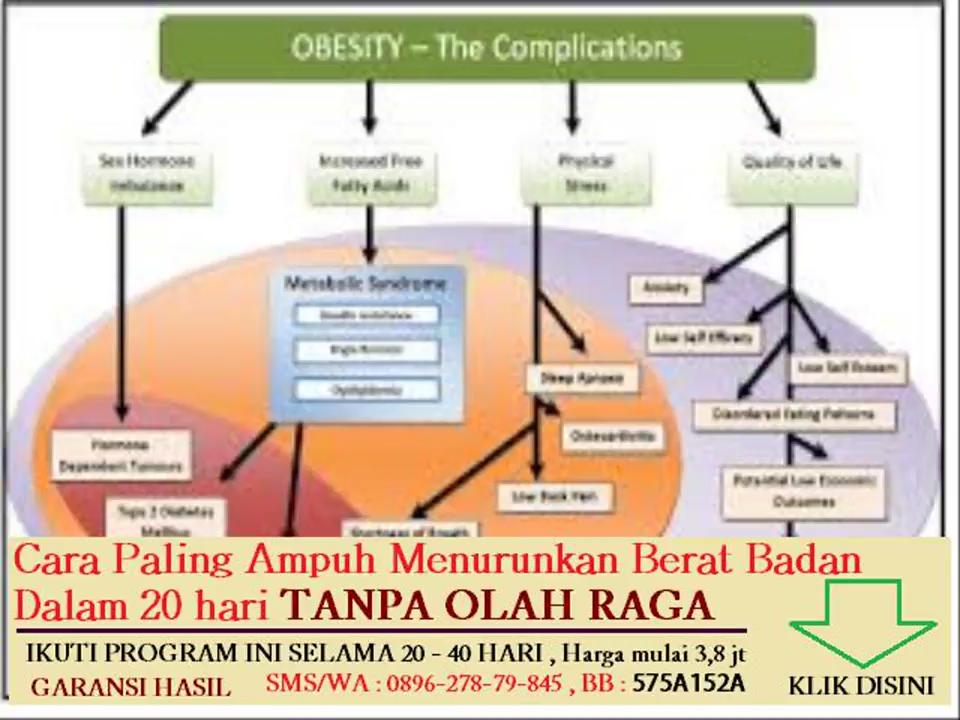 OBESITY – The Complications
Sex Hormone
Imbalance
Increased Free
Fatty Acids
Physical
Stress
Quality of Life
Metabolic Syndrome
Anxiety
Low Self Efficacy
Low Self Esteem
Sleep Apnoea
Disordered Eating Patterns
Osteoarthritis
Hormone
Dependent Tumours
Low Back Pain
Potential Low Economic
Outcomes
Type 2 Diabetes
Mellitus
Shortness of Breath
Cara Paling Ampuh Menurunkan Berat Badan
Dalam 20 hari TANPA OLAH RAGA
IKUTI PROGRAM INI SELAMA 20 - 40 HARI , Harga mulai 3,8 jt
GARANSI HASIL SMS/WA : 0896-278-79-845 , BB : 575A152A
KLIK DISINI